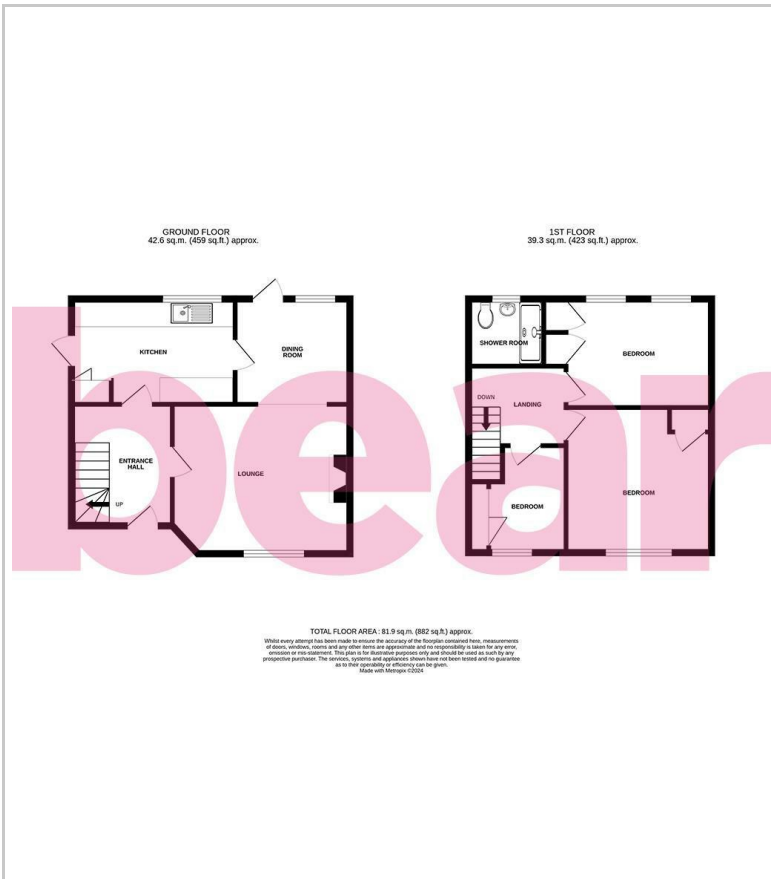 GROUND FLOOR
42.6 sq.m. (459 sq.ft.) approx.
1ST FLOOR
39.3 sq.m. (423 sq.ft.) approx.
KITCHEN
DINING
ROOM
ENTRANCE
HALL
UP
LOUNGE
SHOWER ROOM
BEDROOM
DOWN
LANDING
BEDROOM
BEDROOM
bear
TOTAL FLOOR AREA : 81.9 sq.m. (882 sq.ft.) approx.
Whilst every attempt has been made to ensure the accuracy of the floorplan contained here, measurements
of doors, windows, rooms and any other items are approximate and no responsibility is taken for any error,
omission or mis-statement. This plan is for illustrative purposes only and should be used as such by any
prospective purchaser. The services, systems and appliances shown have not been tested and no guarantee
as to their operability or efficiency can be given.
Made with Metropix ©2024